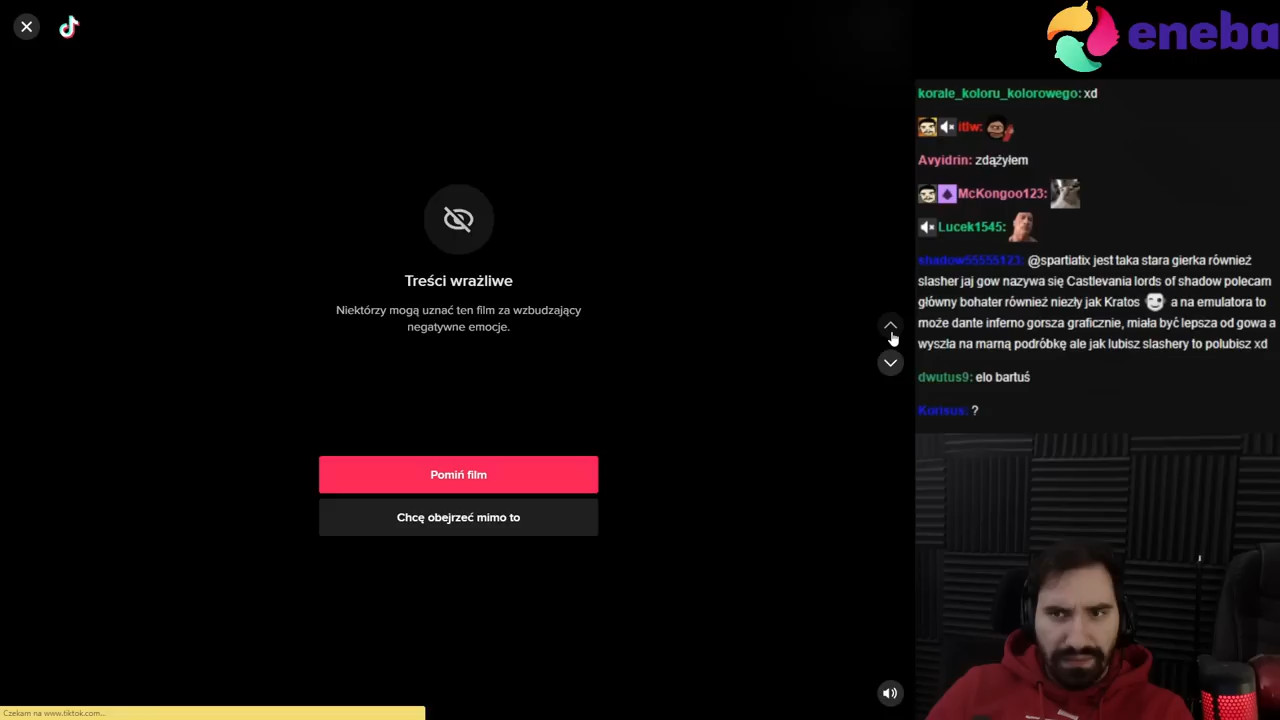 eneba
korale_koloru_kolorowego: xd
itlw:
Avyidrin: zdążyłem
McKongoo123:
Lucek1545:
shadow55555123: @spartiatix jest taka stara gierka również
slasher jaj gow nazywa się Castlevania lords of shadow polecam
główny bohater również niezły jak Kratos a na emulatora to
może dante inferno gorsza graficznie, miała być lepsza od gowa a
wyszła na marną podróbkę ale jak lubisz slashery to polubisz xd
dwutus9: elo bartuś
Korisus: ?
Treści wrażliwe
Niektórzy mogą uznać ten film za wzbudzający
negatywne emocje.
Pomiń film
Chcę obejrzeć mimo to
Czekam na www.tiktok.com...